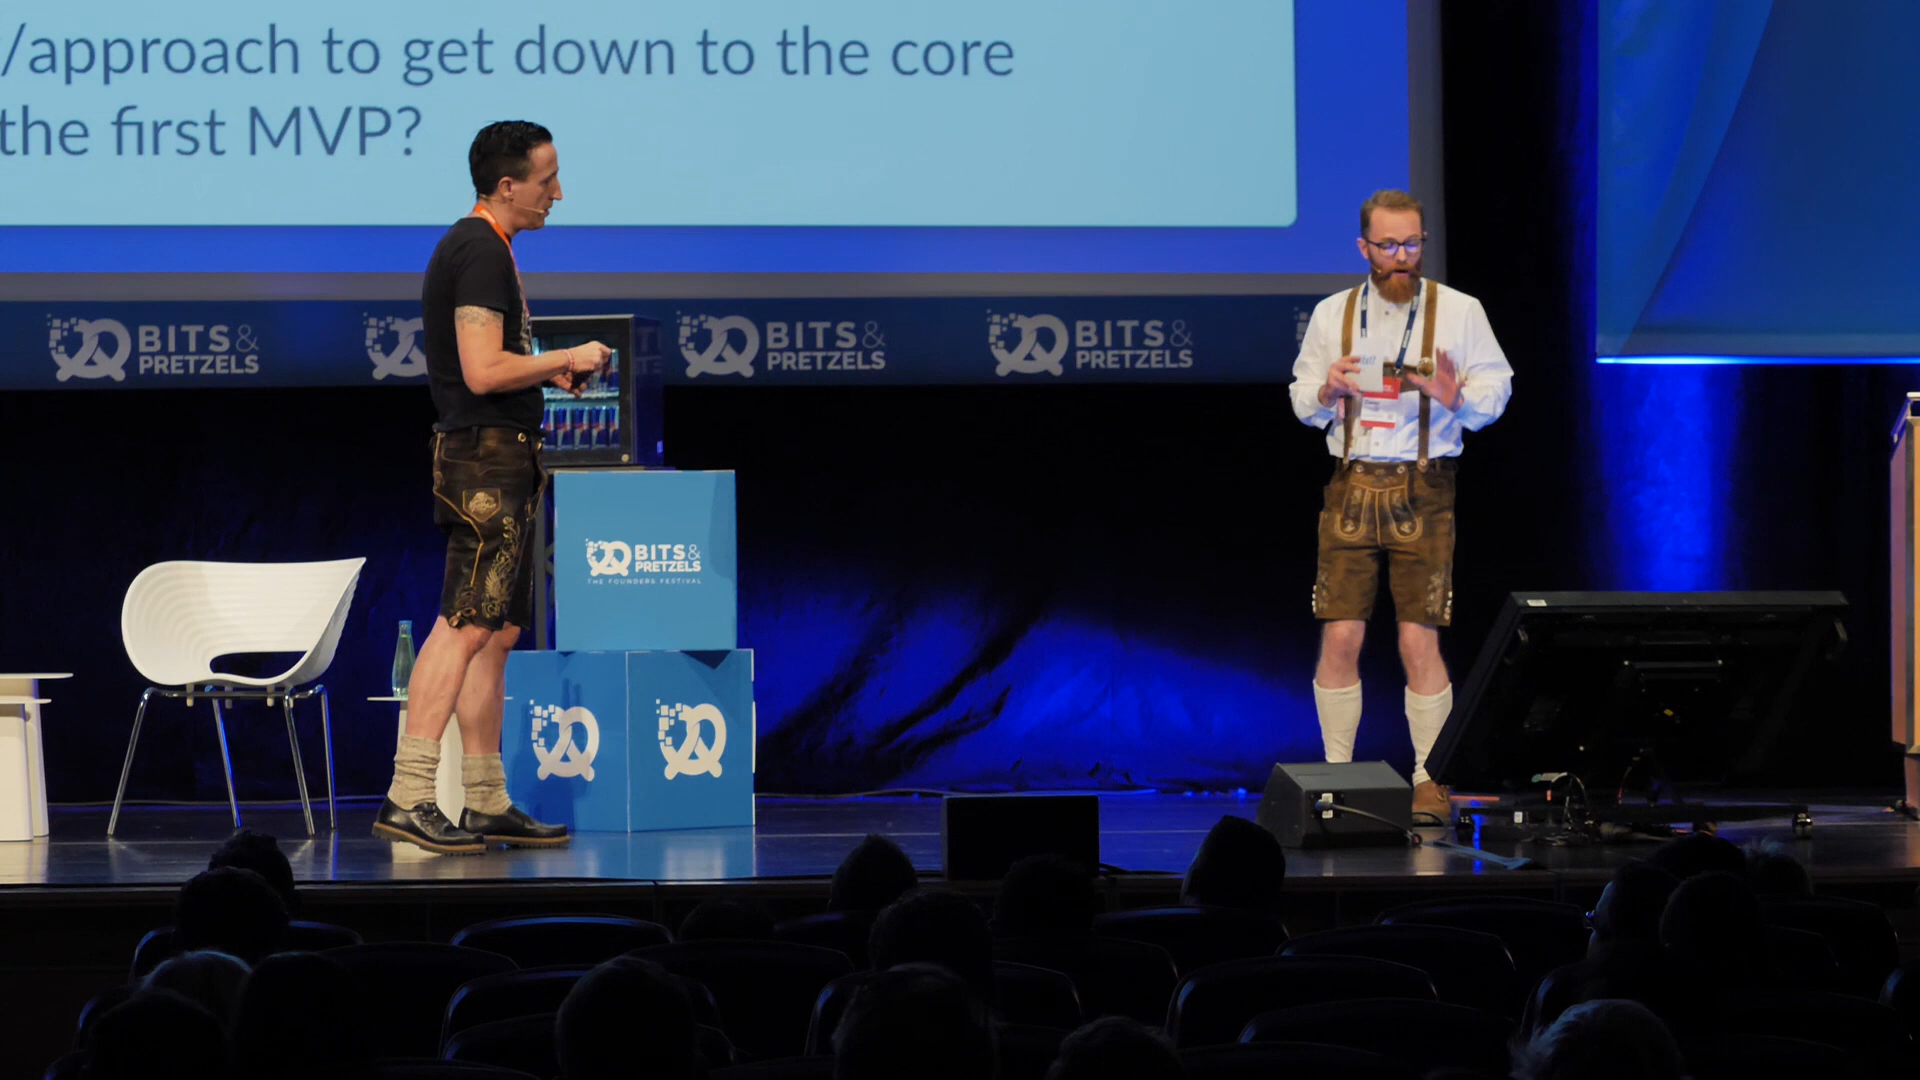 /approach to get down to the core
the first MVP?
BITS&
PRETZELS
BITS&
PRETZELS
BITS&
PRETZELS
BITS&
PRETZELS
THE FOUNDERS FESTIVAL